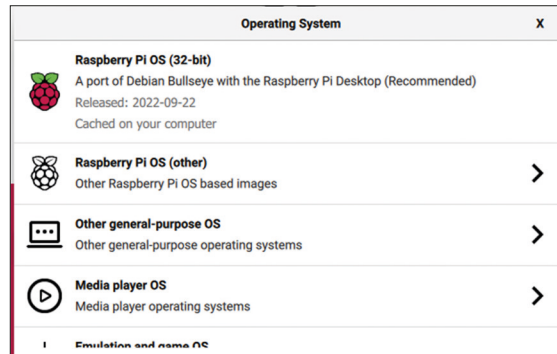 Operating System X
Raspberry Pi OS (32-bit)
A port of Debian Bullseye with the Raspberry Pi Desktop (Recommended)
Released: 2022-09-22
Cached on your computer
Raspberry Pi OS (other)
Other Raspberry Pi OS based images
Other general-purpose OS
Other general-purpose operating systems
Media player OS
Media player operating systems
Emulation and game OS